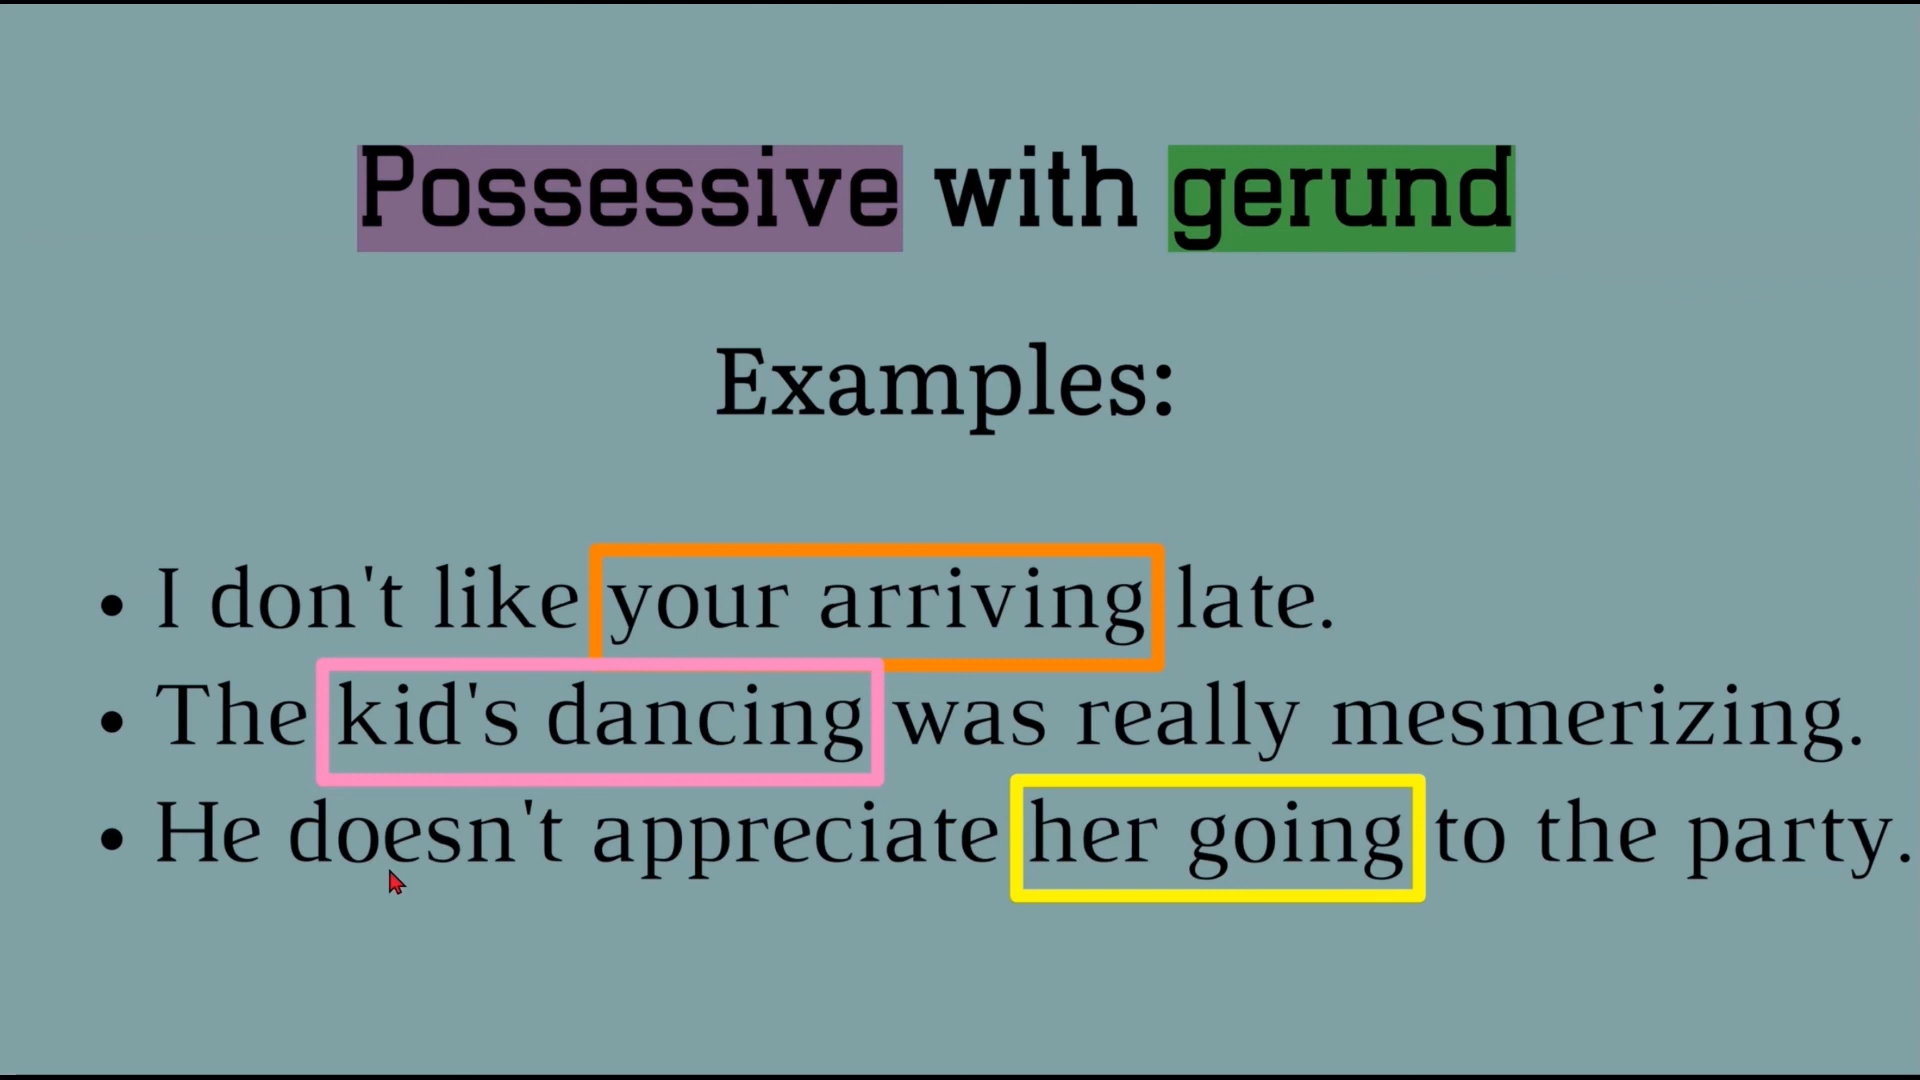 Possessive with gerund
Examples:
• I don't like your arriving late.
• The kid's dancing was really mesmerizing.
• He doesn't appreciate her going to the party.